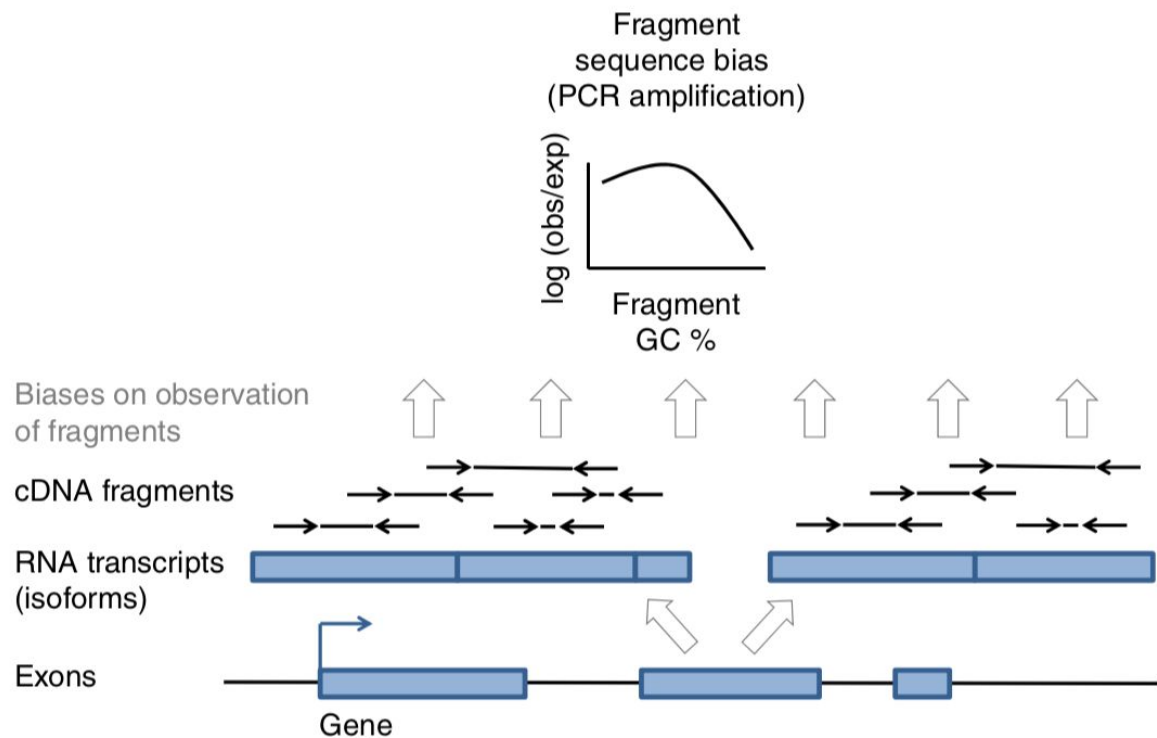 Fragment
sequence bias
(PCR amplification)
log (obs/exp)
Fragment
GC %
Biases on observation
of fragments
cDNA fragments
RNA transcripts
(isoforms)
Exons
Gene